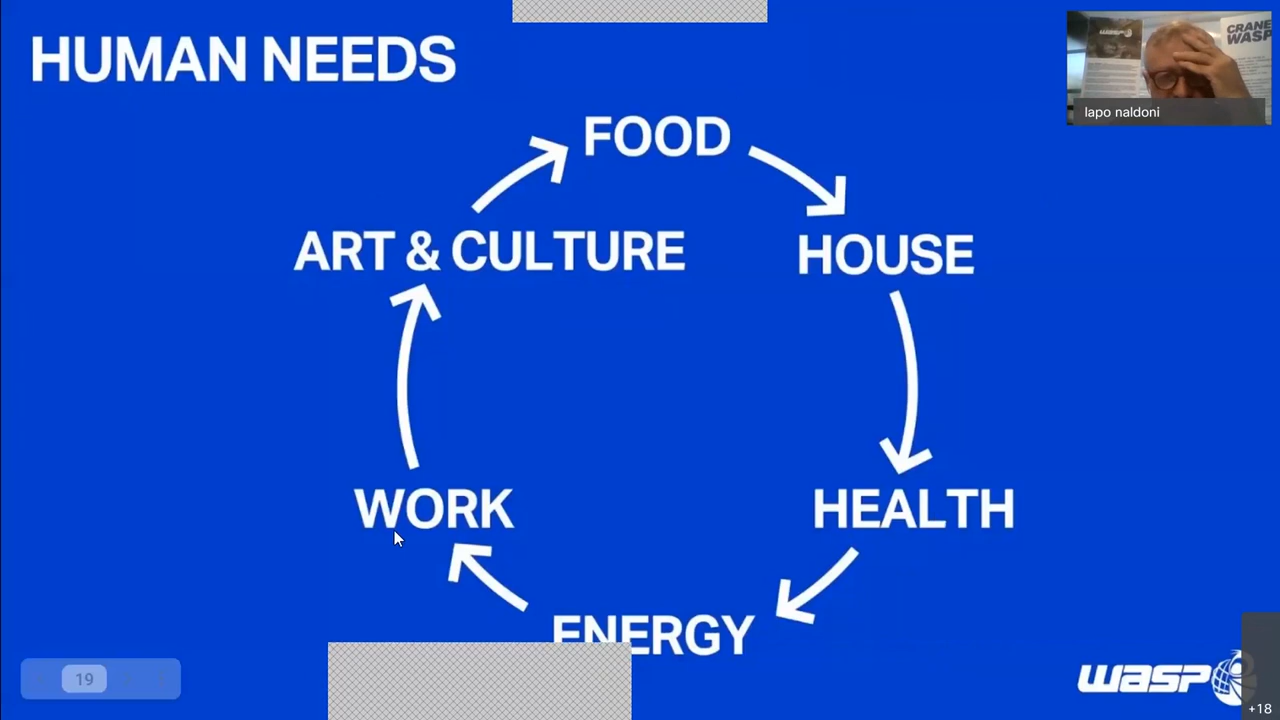 HUMAN NEEDS
FOOD
HOUSE
HEALTH
ENERGY
WORK
ART & CULTURE
CRANE
WASP
lapo naldoni
19
WASP
+18